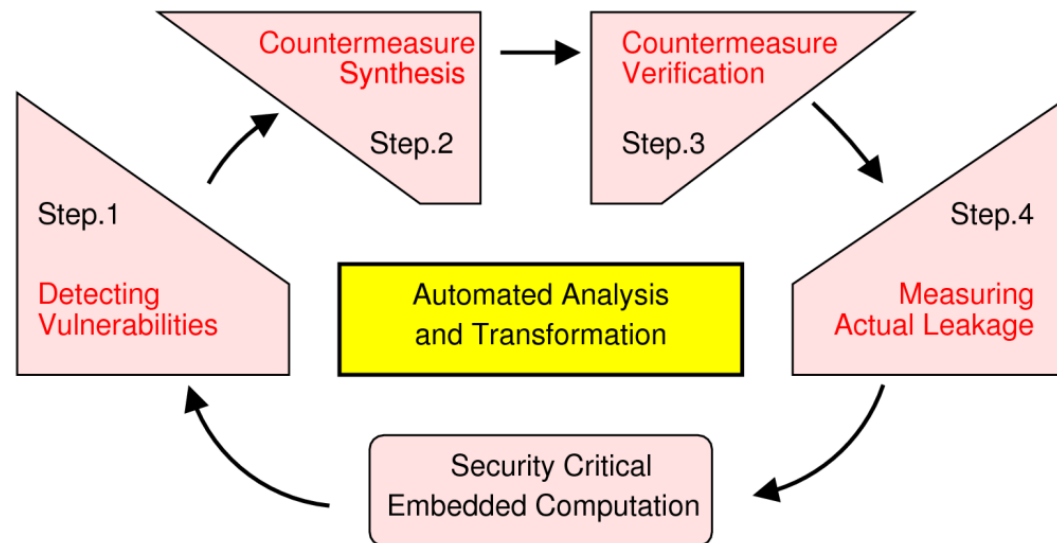 Countermeasure
Synthesis
Step.2
Countermeasure
Verification
Step.3
Step.1
Detecting
Vulnerabilities
Automated Analysis
and Transformation
Step.4
Measuring
Actual Leakage
Security Critical
Embedded Computation